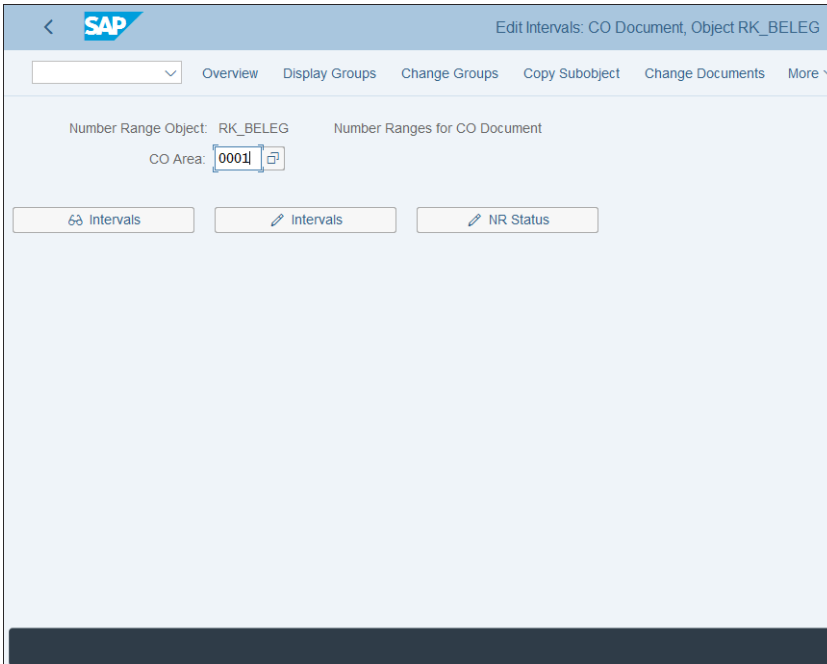 SAP Edit Intervals: CO Document, Object RK_BELEG
Overview Display Groups Change Groups Copy Subobject Change Documents More
Number Range Object: RK_BELEG Number Ranges for CO Document
CO Area: 0001
Intervals Intervals NR Status